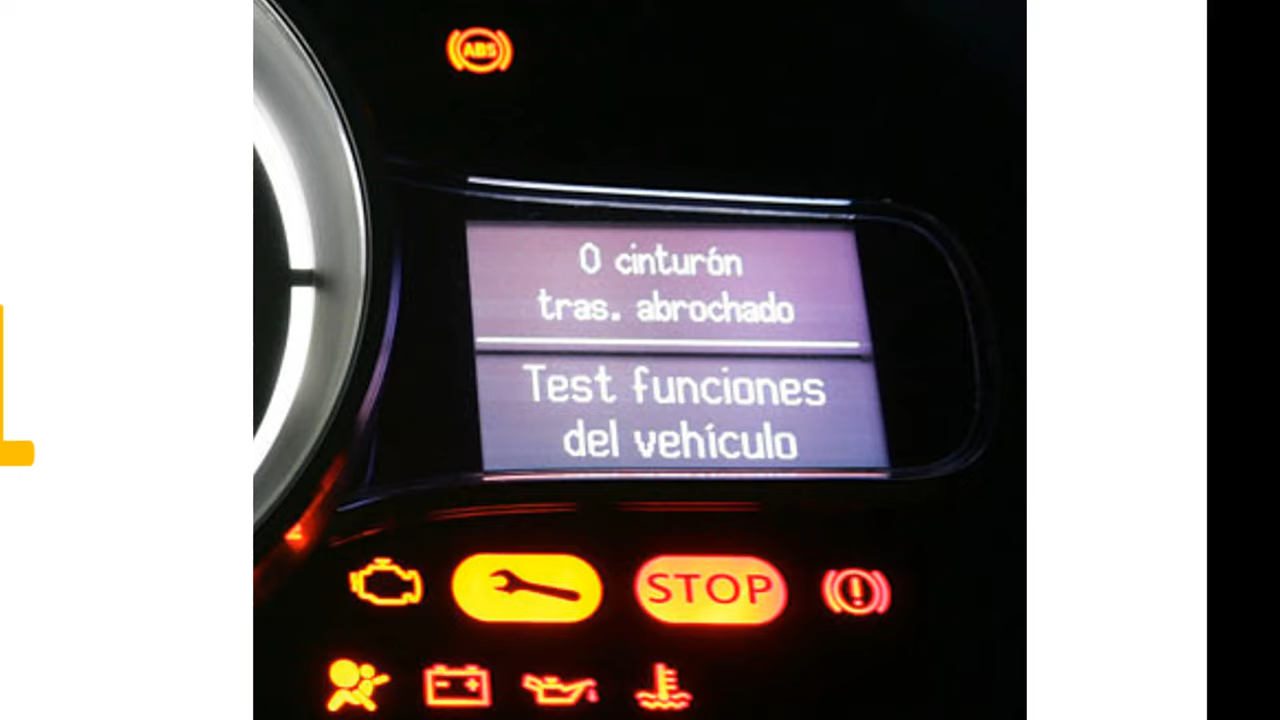 ABS
0 cinturón
tras. abrochado
Test funciones
del vehículo
STOP